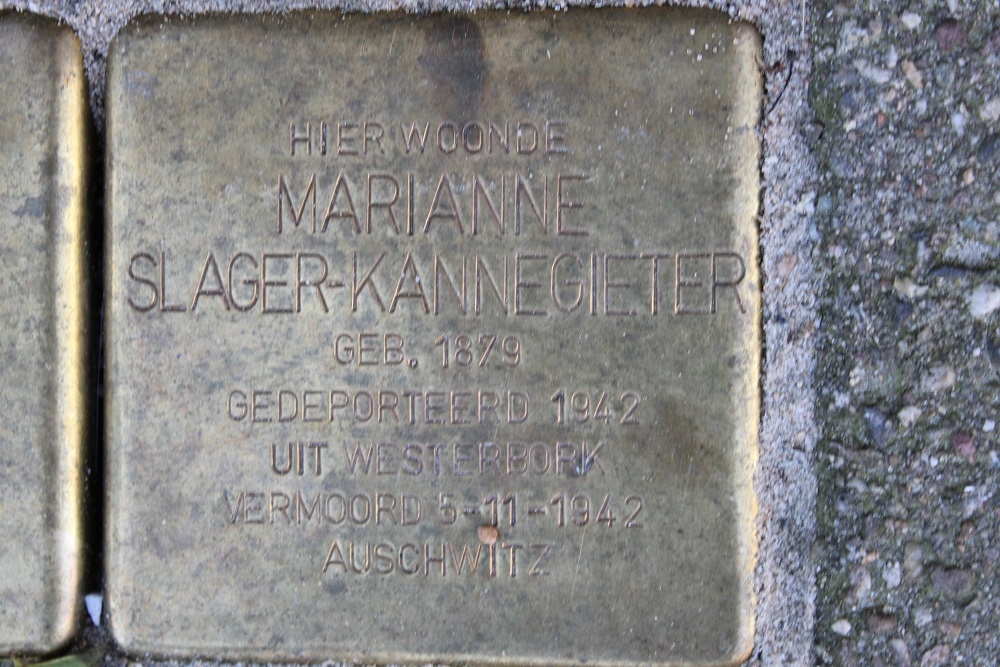 HIER WOONDE
MARIANNE
SLAGER-KANNEGIETER
GEB. 1879
GEDEPORTEERD 1942
UIT WESTERBORK
VERMOORD 5-11-1942
AUSCHWITZ